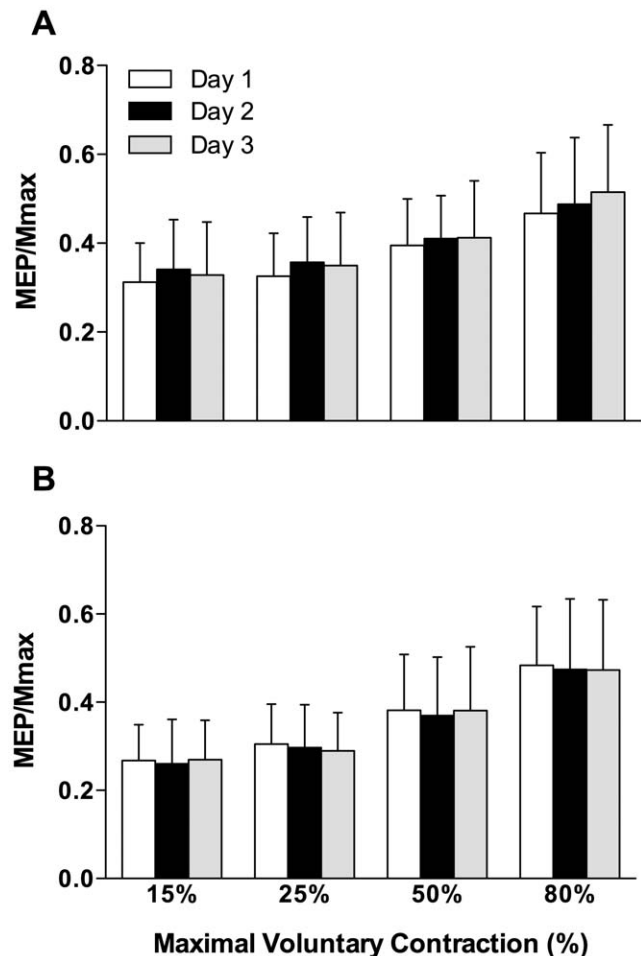 A
0.8
Day 1
Day 2
Day 3
0.6
0.4
0.2
0.0
MEP/Mmax
B
0.8
0.6
0.4
0.2
0.0
MEP/Mmax
15% 25% 50% 80%
Maximal Voluntary Contraction (%)